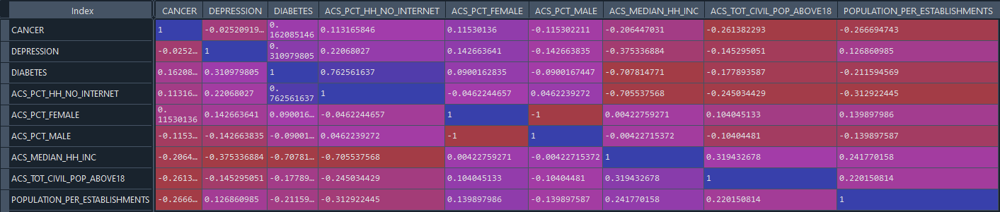 Index CANCER DEPRESSION DIABETES ACS_PCT_HH_NO_INTERNET ACS_PCT_FEMALE ACS_PCT_MALE ACS_MEDIAN_HH_INC ACS_TOT_CIVIL_POP_ABOVE18 POPULATION_PER_ESTABLISHMENTS
CANCER 1 -0.02520919... 0.162085146 0.113165846 0.11530136 -0.115302211 -0.206447031 -0.261382293 -0.266694743
DEPRESSION -0.0252... 1 0.310979805 0.22068027 0.142663641 -0.142663835 -0.375336884 -0.145295051 0.126860985
DIABETES 0.16208... 0.310979805 1 0.762561637 0.0900162835 -0.0900167447 -0.707814771 -0.177893587 -0.211594569
ACS_PCT_HH_NO_INTERNET 0.11316... 0.22068027 0.762561637 1 -0.0462244657 0.0462239272 -0.705537568 -0.245034429 -0.312922445
ACS_PCT_FEMALE 0.11530136 0.142663641 0.090016... -0.0462244657 1 -1 0.00422759271 0.104045133 0.139897986
ACS_PCT_MALE -0.1153... -0.142663835 -0.09001... 0.0462239272 -1 1 -0.00422715372 -0.10404481 -0.139897587
ACS_MEDIAN_HH_INC -0.2064... -0.375336884 -0.70781... -0.705537568 0.00422759271 -0.00422715372 1 0.319432678 0.241770158
ACS_TOT_CIVIL_POP_ABOVE18 -0.2613... -0.145295051 -0.17789... -0.245034429 0.104045133 -0.10404481 0.319432678 1 0.220150814
POPULATION_PER_ESTABLISHMENTS -0.2666... 0.126860985 -0.21159... -0.312922445 0.139897986 -0.139897587 0.241770158 0.220150814 1